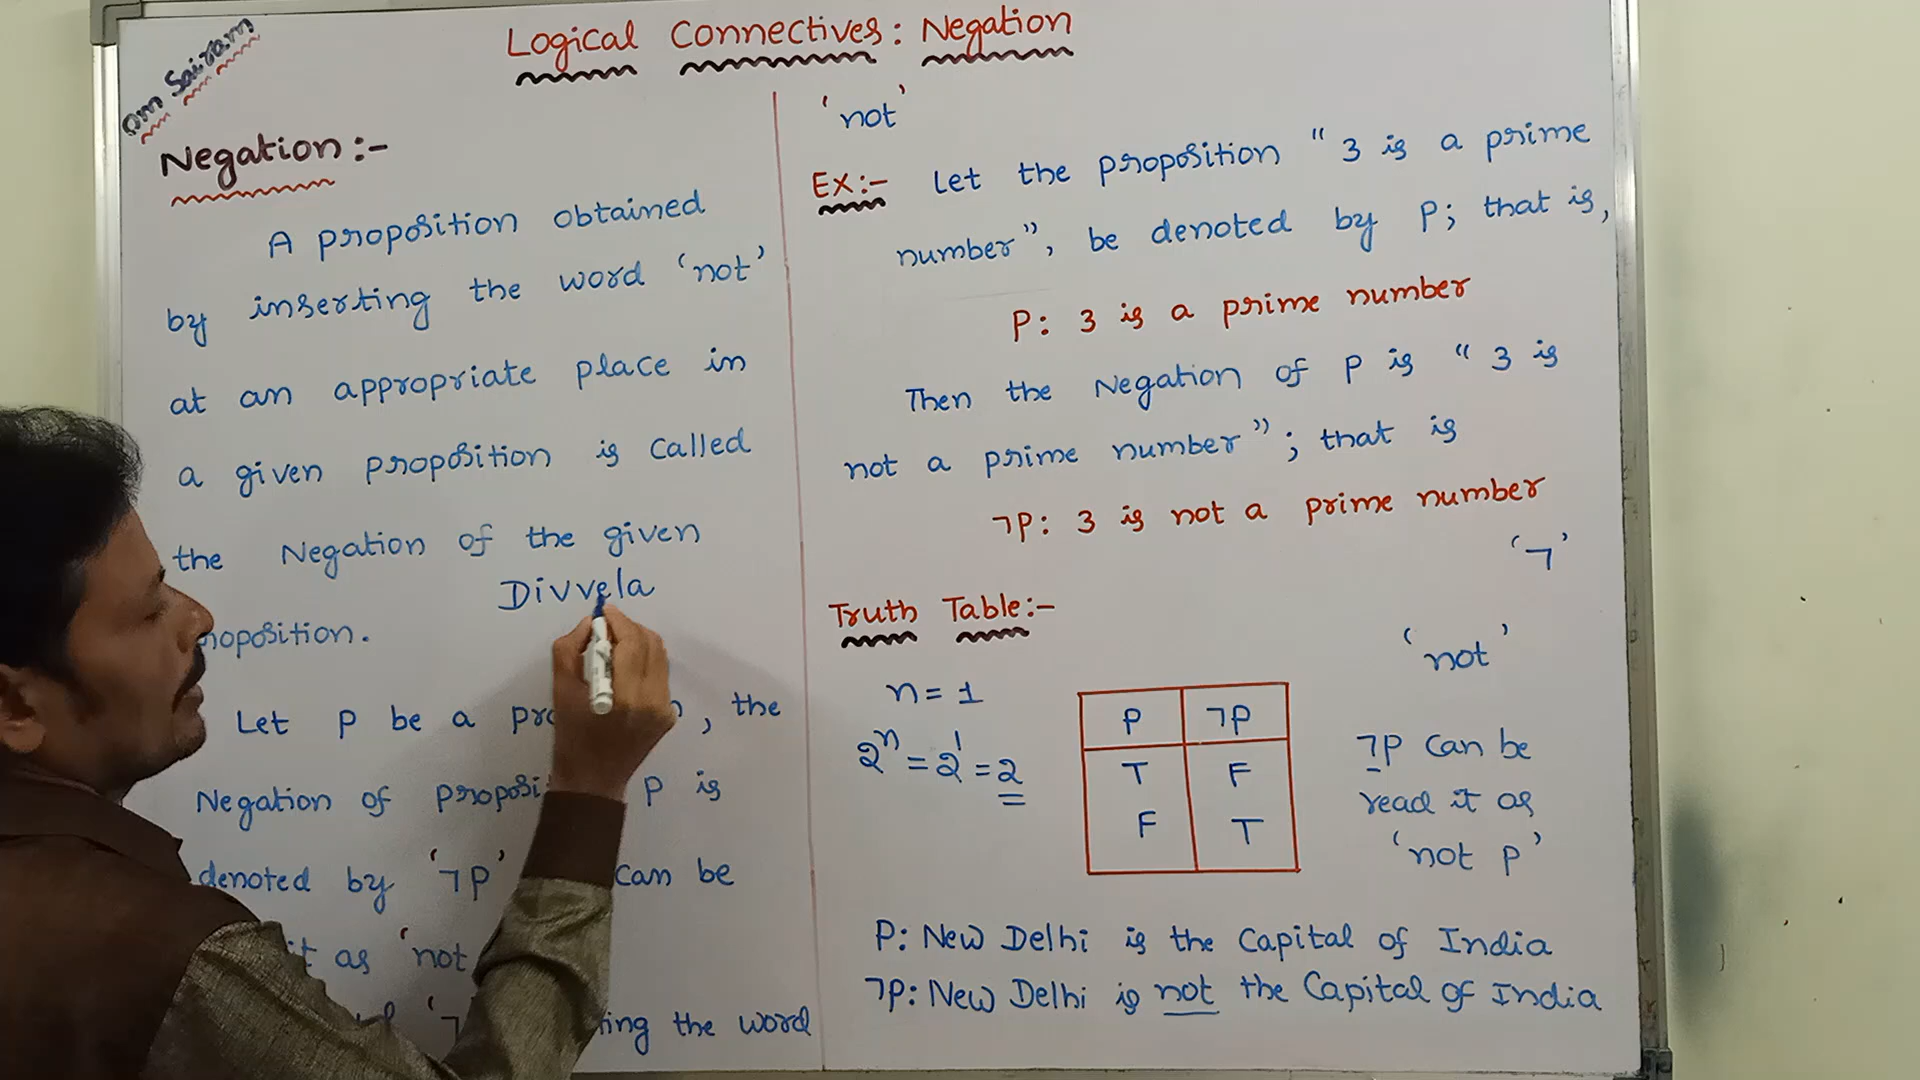 Om Sairam
Logical Connectives: Negation
Negation:-
A proposition obtained
by inserting the word 'not'
at an appropriate place in
a given proposition is called
the Negation of the given
Divvela
Let P be a , the
Negation of P is
denoted by '¬P' can be
it as 'not
the word
'not'
Ex:- Let the proposition "3 is a prime
number", be denoted by P; that is,
P: 3 is a prime number
Then the Negation of P is "3 is
not a prime number"; that is
¬P: 3 is not a prime number
'¬'
Truth Table:-
'not'
n = 1
2ⁿ = 2¹ = 2
P ¬P
T F
F T
¬P can be
read it as
'not P'
P: New Delhi is the Capital of India
¬P: New Delhi is not the Capital of India